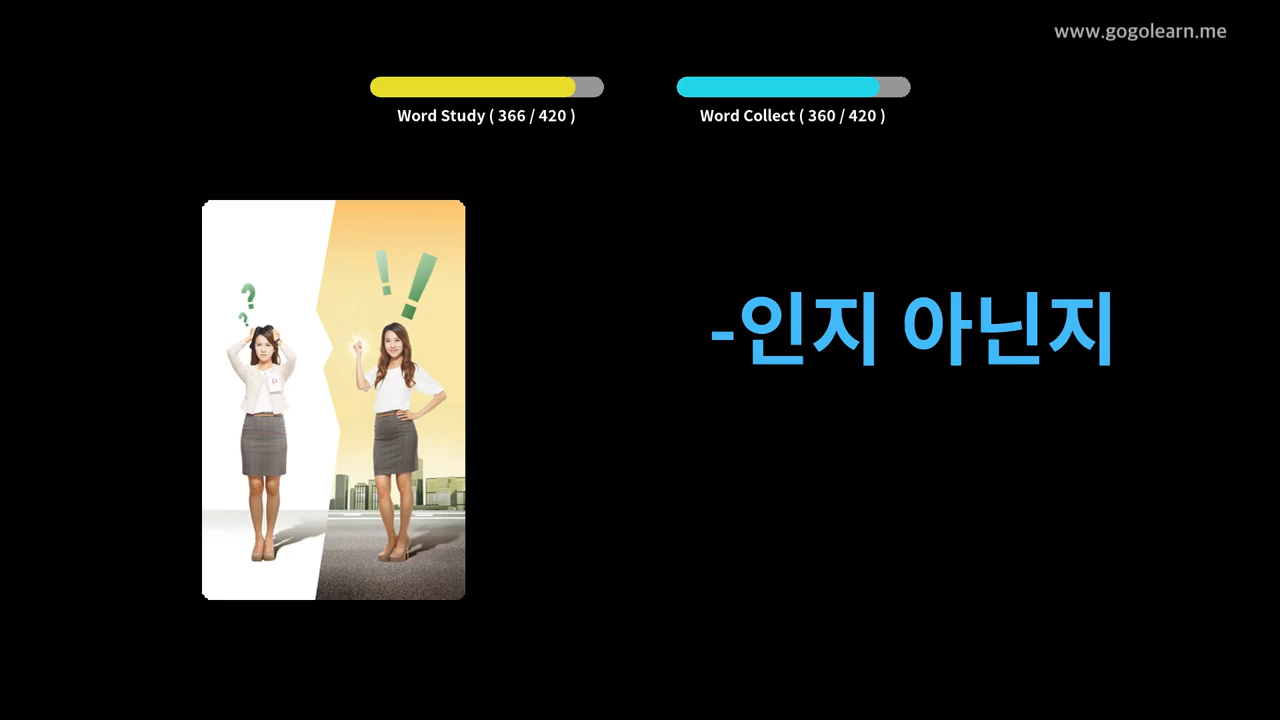 www.gogolearn.me
Word Study ( 366 / 420 )
Word Collect ( 360 / 420 )
? ?
! !
-인지 아닌지